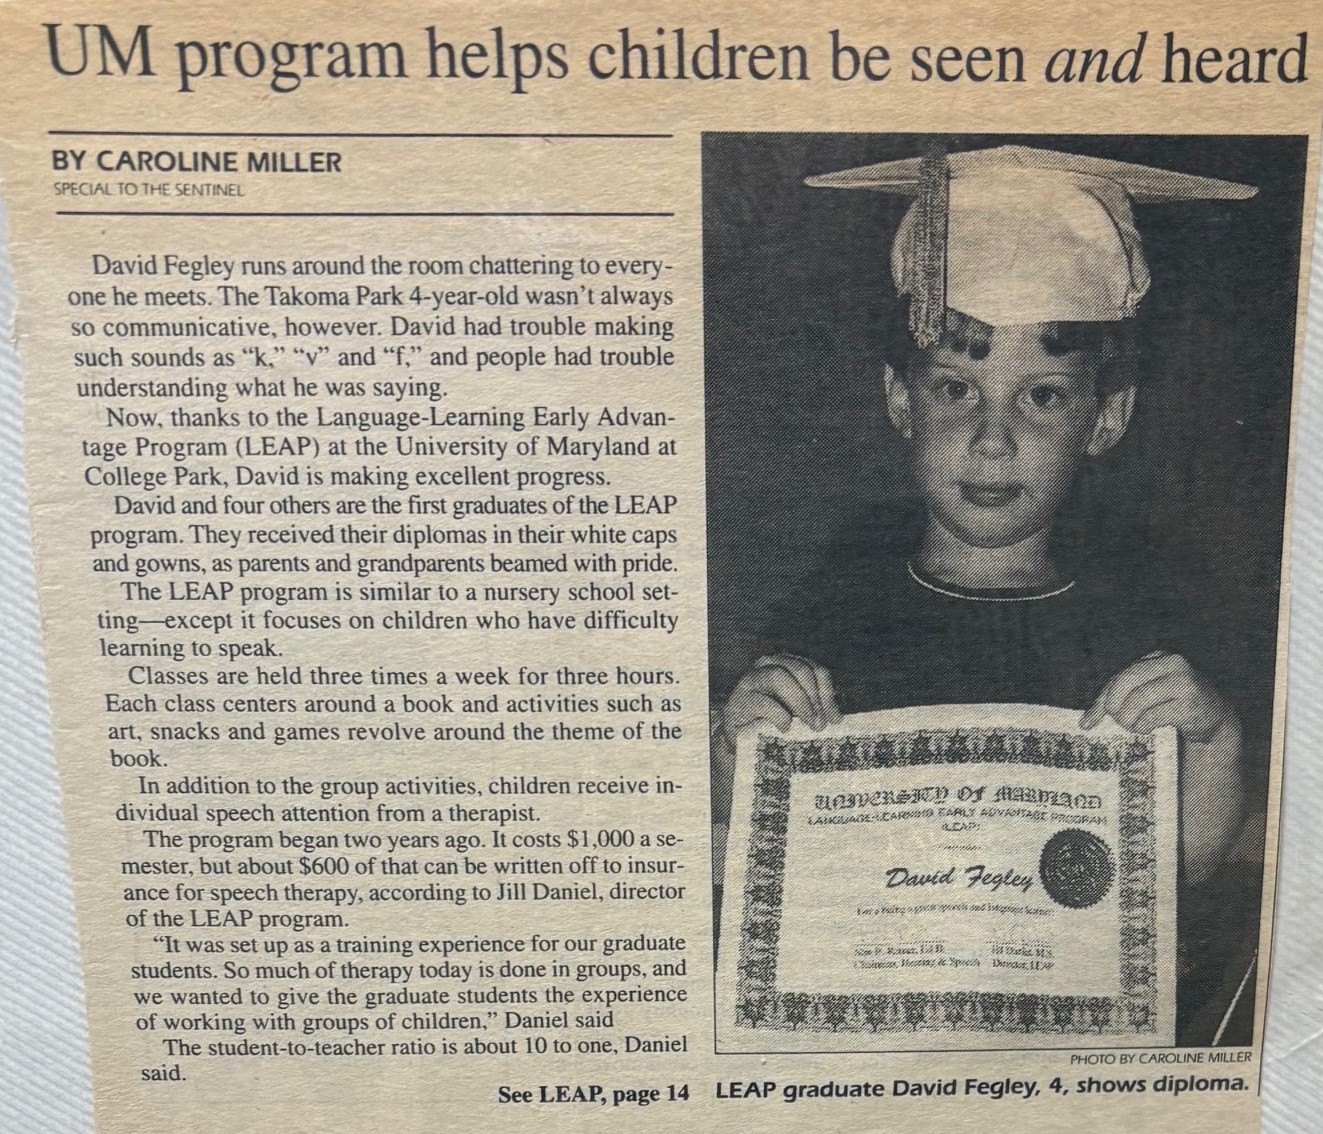 UM program helps children be seen and heard
BY CAROLINE MILLER
SPECIAL TO THE SENTINEL
David Fegley runs around the room chattering to every-
one he meets. The Takoma Park 4-year-old wasn't always
so communicative, however. David had trouble making
such sounds as “k,” “v” and “f,” and people had trouble
understanding what he was saying.
Now, thanks to the Language-Learning Early Advan-
tage Program (LEAP) at the University of Maryland at
College Park, David is making excellent progress.
David and four others are the first graduates of the LEAP
program. They received their diplomas in their white caps
and gowns, as parents and grandparents beamed with pride.
The LEAP program is similar to a nursery school set-
ting—except it focuses on children who have difficulty
learning to speak.
Classes are held three times a week for three hours.
Each class centers around a book and activities such as
art, snacks and games revolve around the theme of the
book.
In addition to the group activities, children receive in-
dividual speech attention from a therapist.
The program began two years ago. It costs $1,000 a se-
mester, but about $600 of that can be written off to insur-
ance for speech therapy, according to Jill Daniel, director
of the LEAP program.
“It was set up as a training experience for our graduate
students. So much of therapy today is done in groups, and
we wanted to give the graduate students the experience
of working with groups of children,” Daniel said
The student-to-teacher ratio is about 10 to one, Daniel
said.
See LEAP, page 14
UNIVERSITY OF MARYLAND
LANGUAGE-LEARNING EARLY ADVANTAGE PROGRAM
(LEAP)
David Fegley
Chairman, Hearing & Speech
Director, LEAP
PHOTO BY CAROLINE MILLER
LEAP graduate David Fegley, 4, shows diploma.